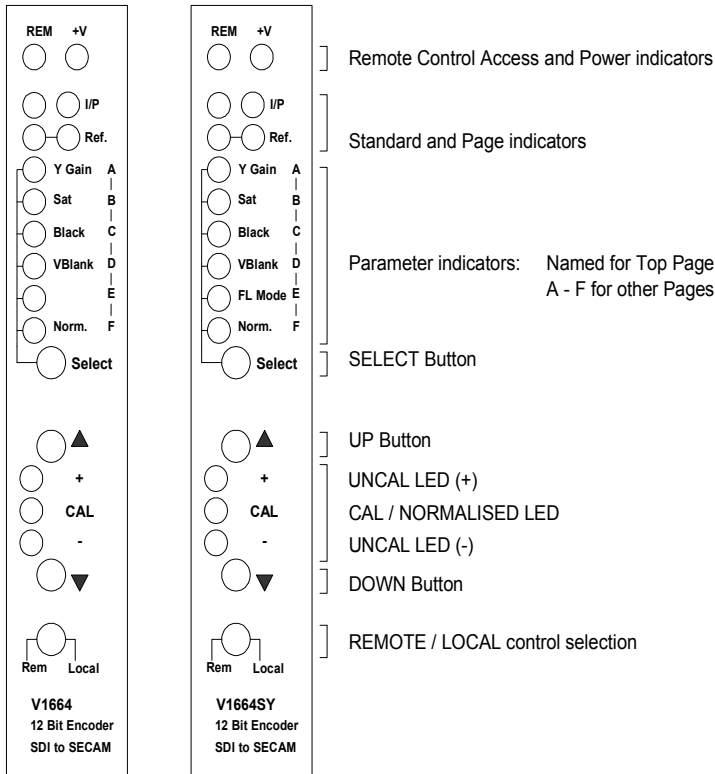 REM +V
I/P
Ref.
Y Gain A
Sat B
Black C
VBlank D
E
Norm. F
Select
+
CAL
-
Rem Local
V1664
12 Bit Encoder
SDI to SECAM
REM +V
I/P
Ref.
Y Gain A
Sat B
Black C
VBlank D
FL Mode E
Norm. F
Select
+
CAL
-
Rem Local
V1664SY
12 Bit Encoder
SDI to SECAM
Remote Control Access and Power indicators
Standard and Page indicators
Parameter indicators: Named for Top Page
A - F for other Pages
SELECT Button
UP Button
UNCAL LED (+)
CAL / NORMALISED LED
UNCAL LED (-)
DOWN Button
REMOTE / LOCAL control selection